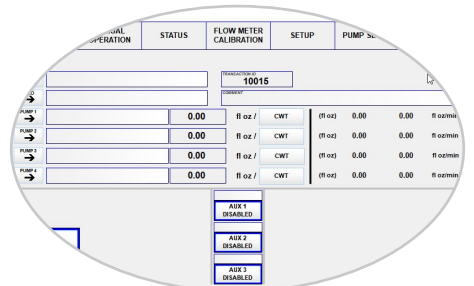 OPERATION
STATUS
FLOW METER
CALIBRATION
SETUP
TRANSACTION ID
10015
COMMENT
PUMP 1
0.00 fl oz / CWT (fl oz) 0.00 0.00 fl oz/min
PUMP 2
0.00 fl oz / CWT (fl oz) 0.00 0.00 fl oz/min
PUMP 3
0.00 fl oz / CWT (fl oz) 0.00 0.00 fl oz/min
PUMP 4
0.00 fl oz / CWT (fl oz) 0.00 0.00 fl oz/min
AUX 1
DISABLED
AUX 2
DISABLED
AUX 3
DISABLED